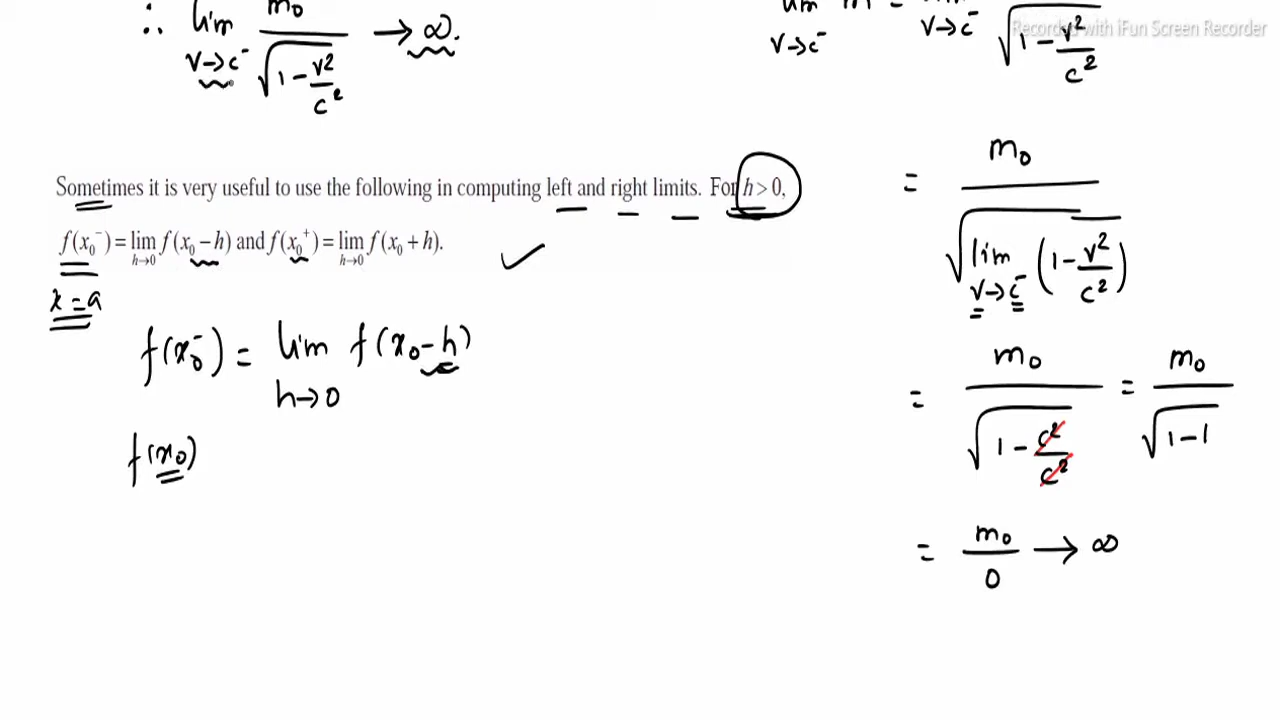 ∴ lim m₀ / √(1 − v²/c²) → ∞.
v→c⁻
lim m = lim
v→c⁻ v→c⁻ √(1 − v²/c²)
Recorded with iFun Screen Recorder
Sometimes it is very useful to use the following in computing left and right limits. For h > 0,
f(x₀⁻) = lim f(x₀ − h) and f(x₀⁺) = lim f(x₀ + h).
h→0 h→0
x = a
f(x₀⁻) = lim f(x₀ − h)
h→0
f(x₀)
= m₀ / √(lim (1 − v²/c²))
v→c⁻
= m₀ / √(1 − c²/c²) = m₀ / √(1 − 1)
= m₀ / 0 → ∞